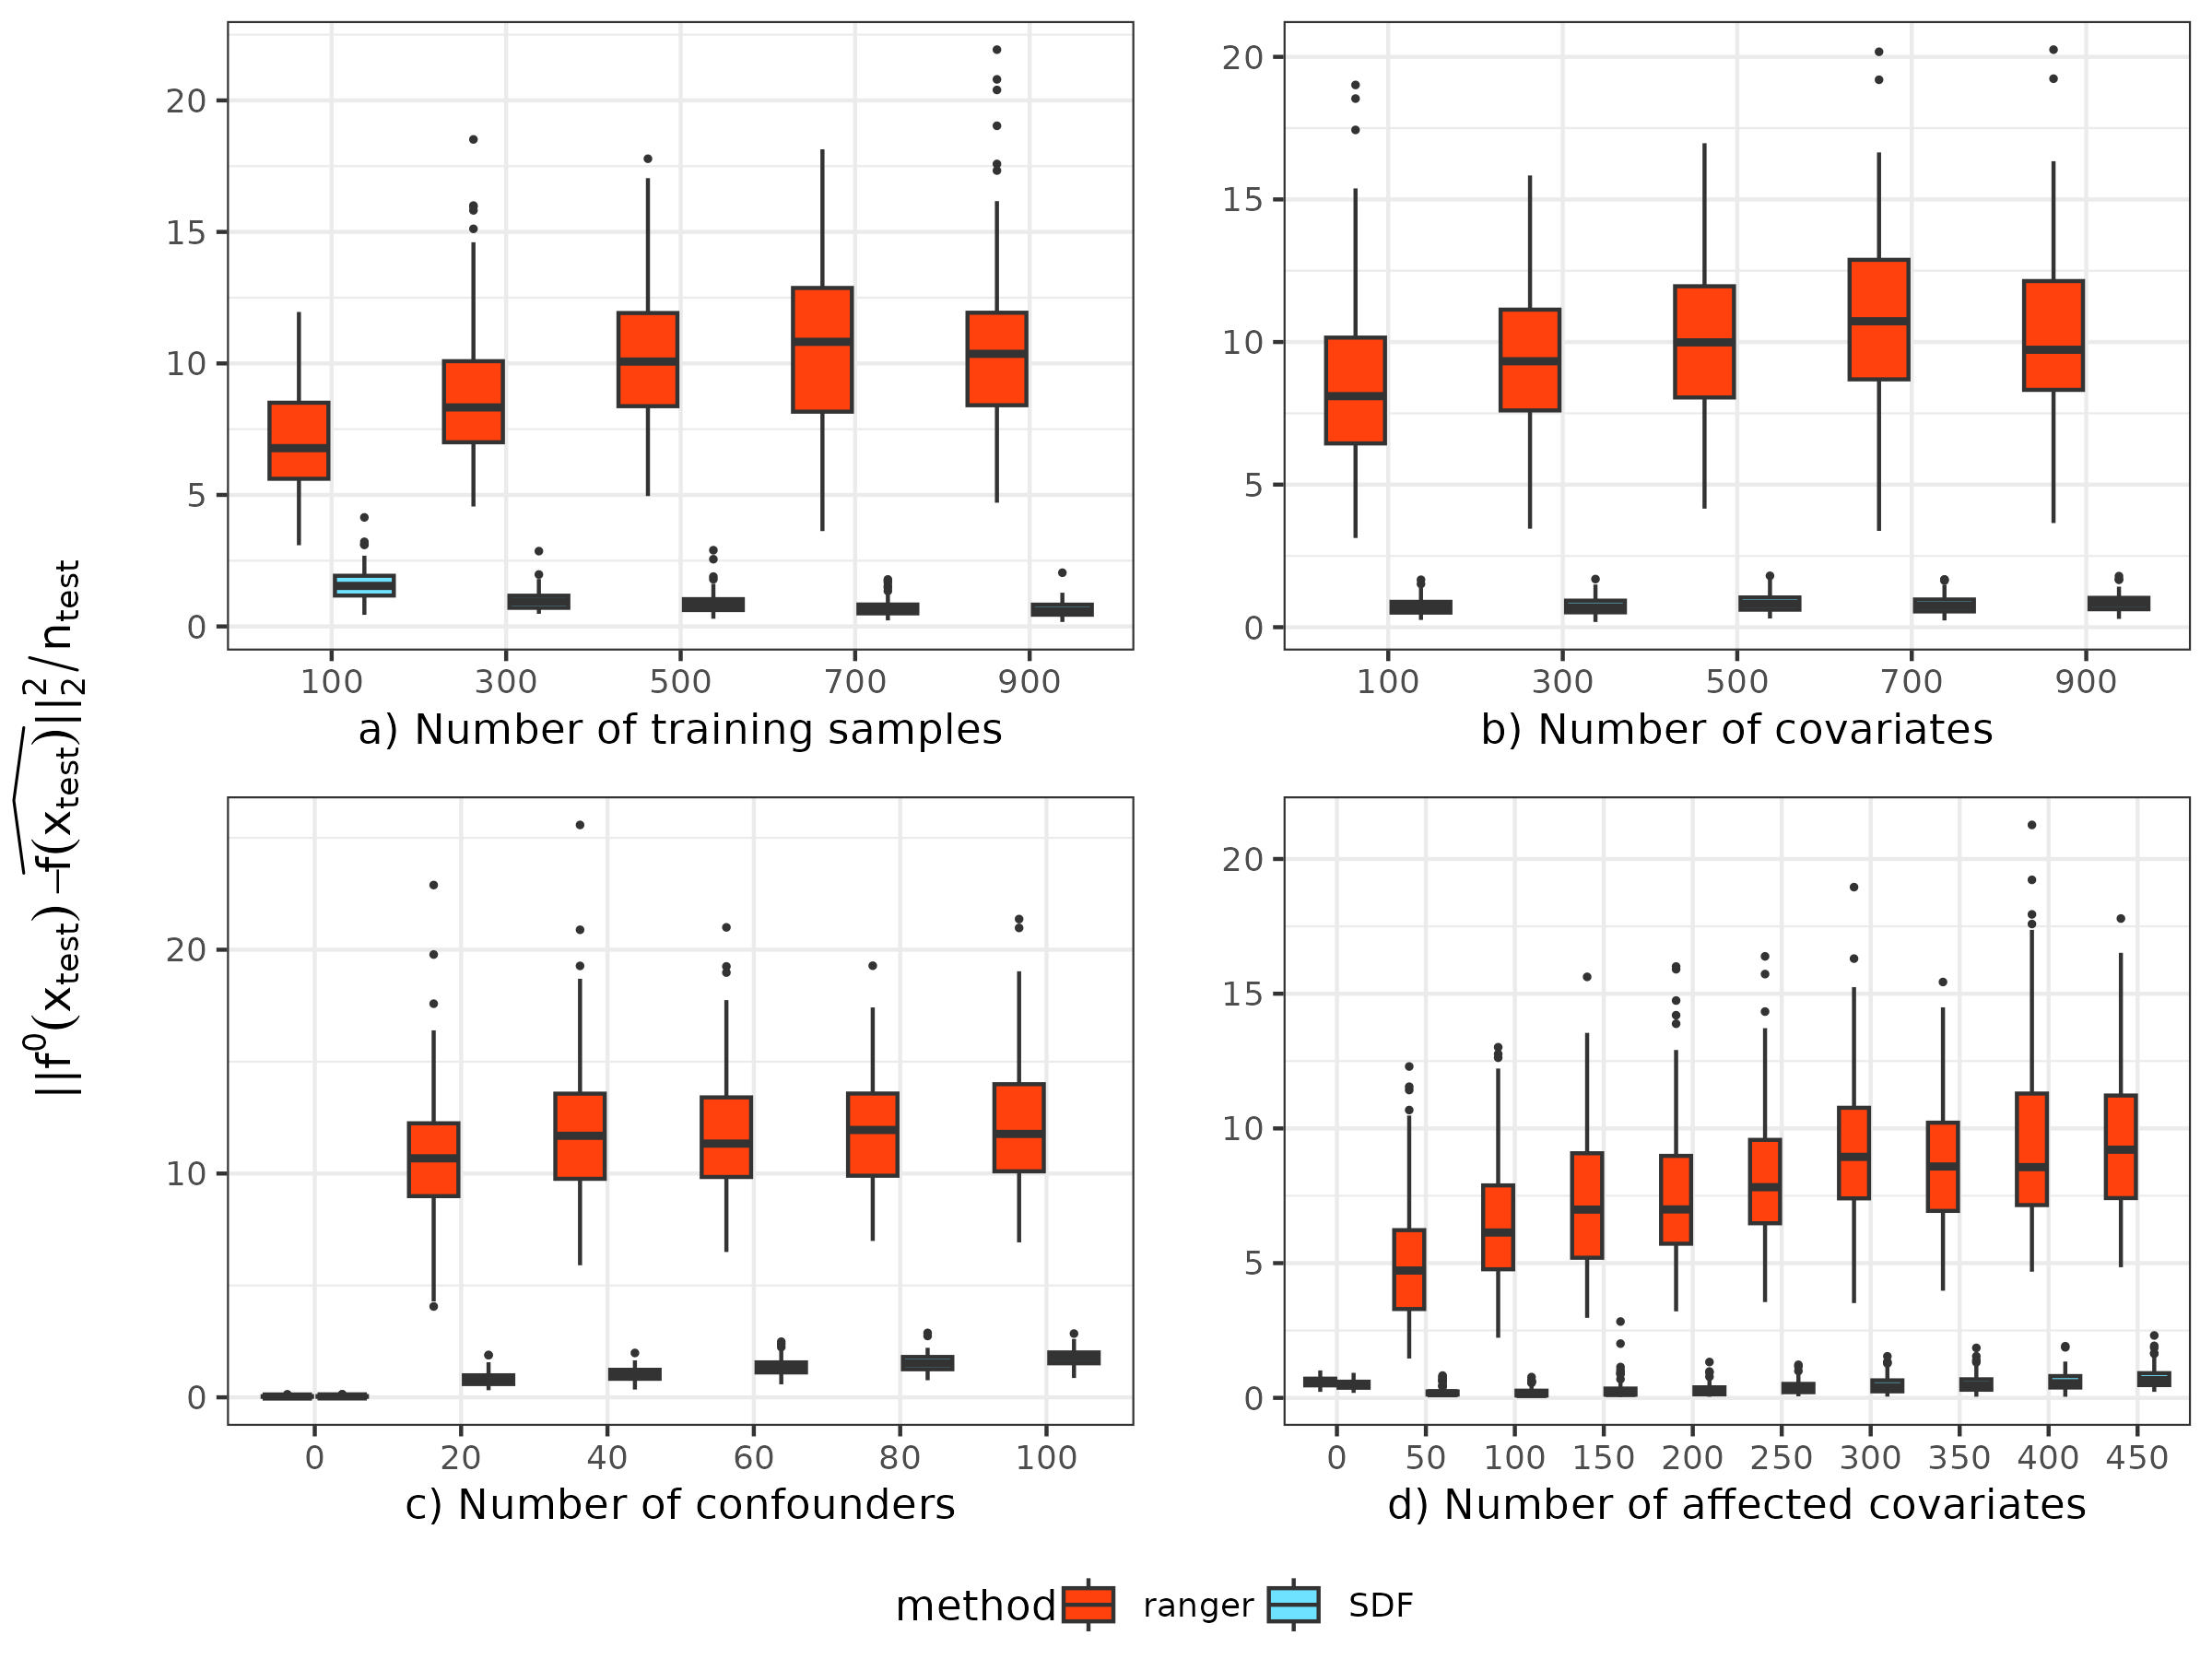 ||f⁰(x_test) − f(x_test)^||₂²/n_test
20
15
10
5
0
100 300 500 700 900
a) Number of training samples
20
15
10
5
0
100 300 500 700 900
b) Number of covariates
20
10
0
0 20 40 60 80 100
c) Number of confounders
20
15
10
5
0
0 50 100 150 200 250 300 350 400 450
d) Number of affected covariates
method ranger SDF